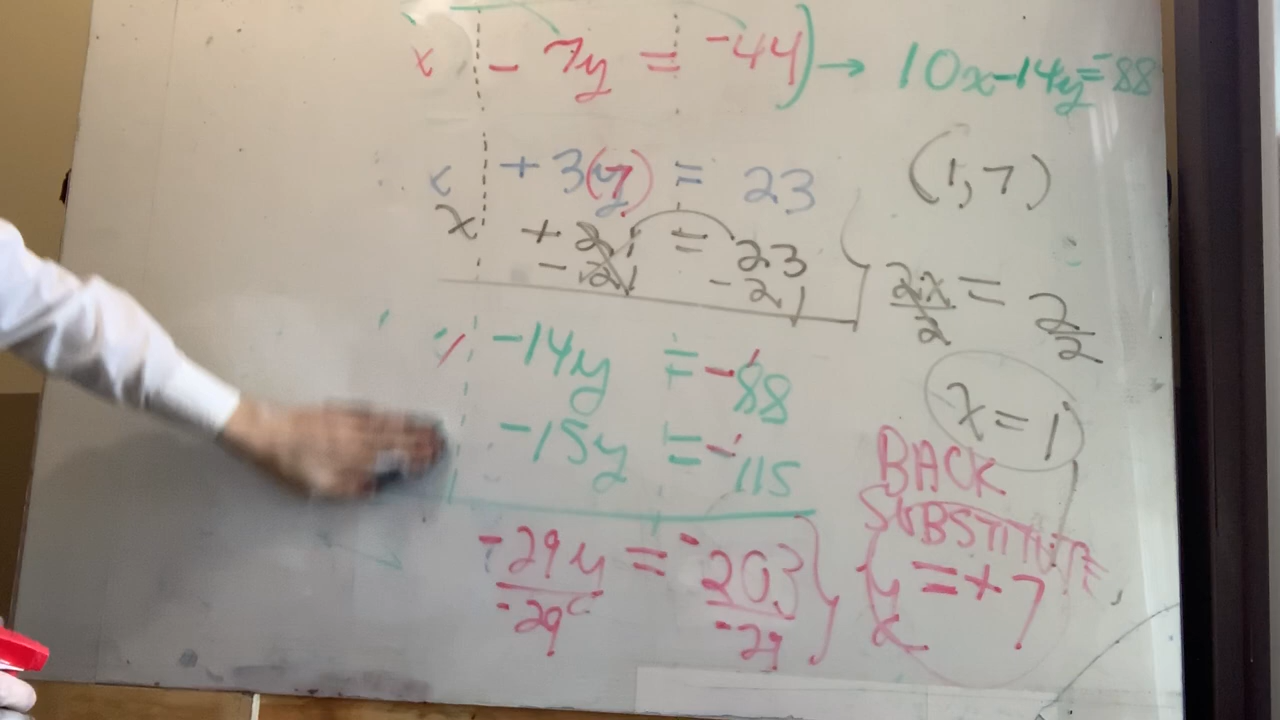 x - 7y = -44) → 10x-14y=-88
+ 3(7) = 23
(1,7)
x + 21 = 23
- 21 - 21
2x/2 = 2/2
-14y = -88
x = 1
-15y = -115
BACK
SUBSTITUTE
-29y = -203
-29 -29
y = +7